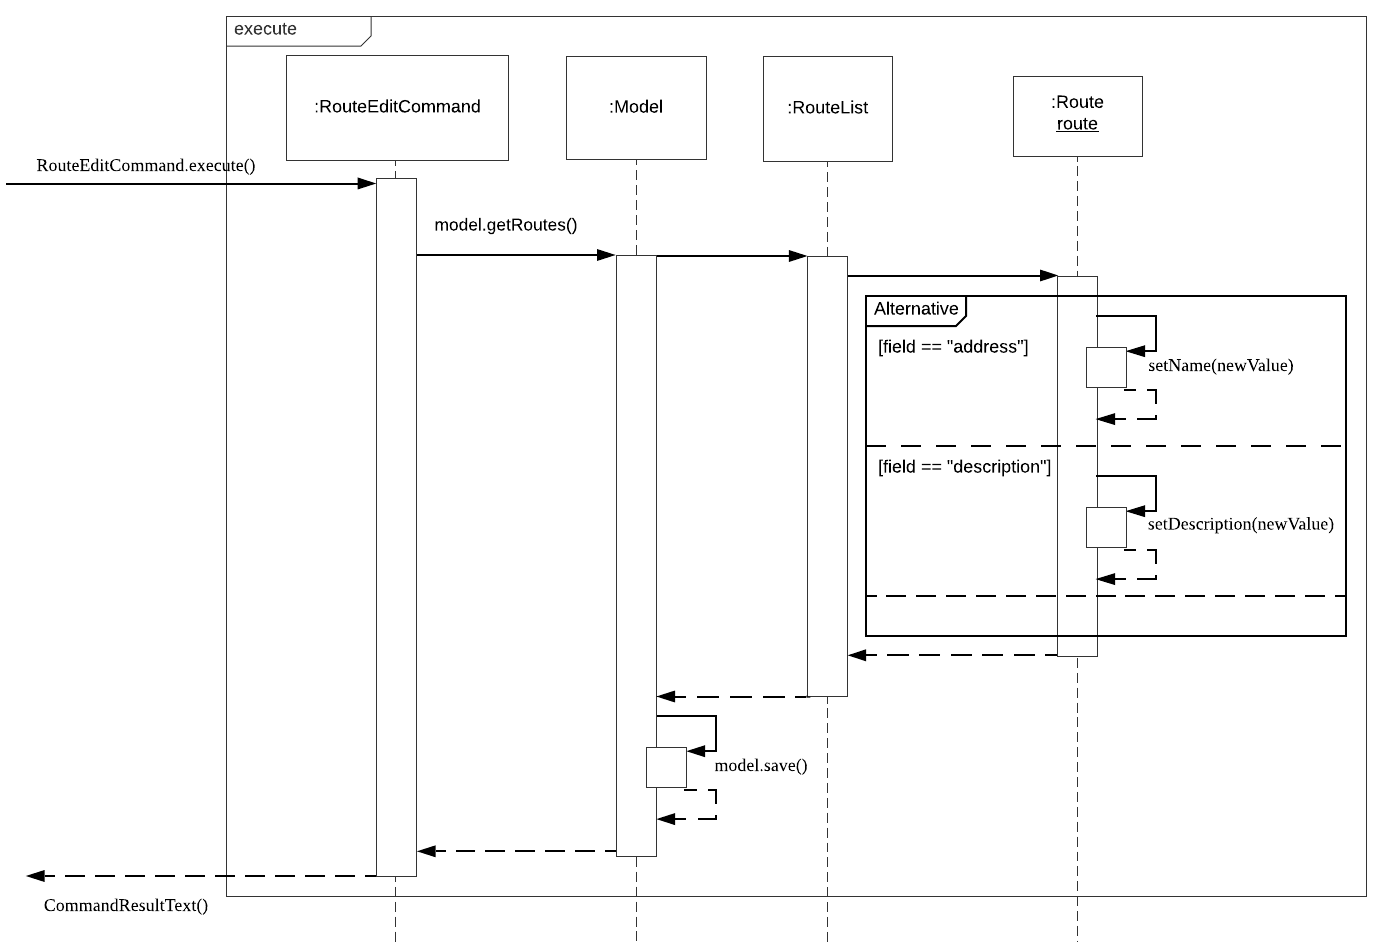 execute
:RouteEditCommand
:Model
:RouteList
:Route
route
RouteEditCommand.execute()
model.getRoutes()
Alternative
[field == "address"]
setName(newValue)
[field == "description"]
setDescription(newValue)
model.save()
CommandResultText()